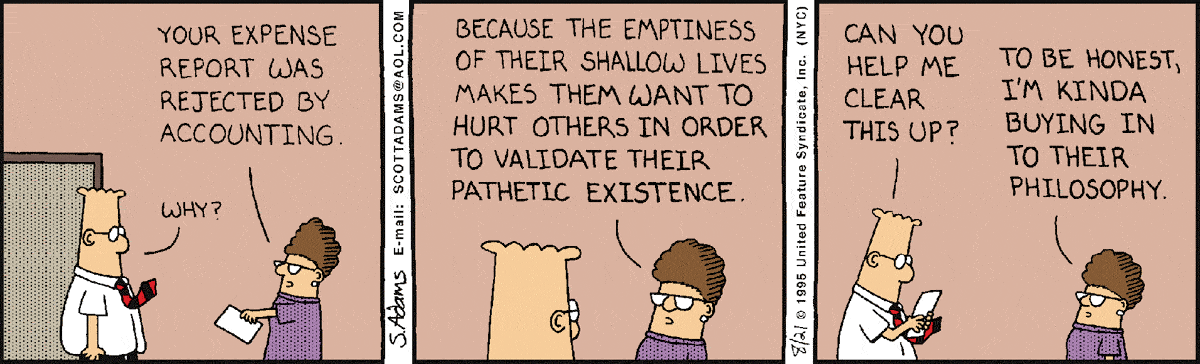 YOUR EXPENSE
REPORT WAS
REJECTED BY
ACCOUNTING.
WHY?
S. Adams
E-mail: SCOTTADAMS@AOL.COM
BECAUSE THE EMPTINESS
OF THEIR SHALLOW LIVES
MAKES THEM WANT TO
HURT OTHERS IN ORDER
TO VALIDATE THEIR
PATHETIC EXISTENCE.
8/21 © 1995 United Feature Syndicate, Inc. (NYC)
CAN YOU
HELP ME
CLEAR
THIS UP?
TO BE HONEST,
I'M KINDA
BUYING IN
TO THEIR
PHILOSOPHY.